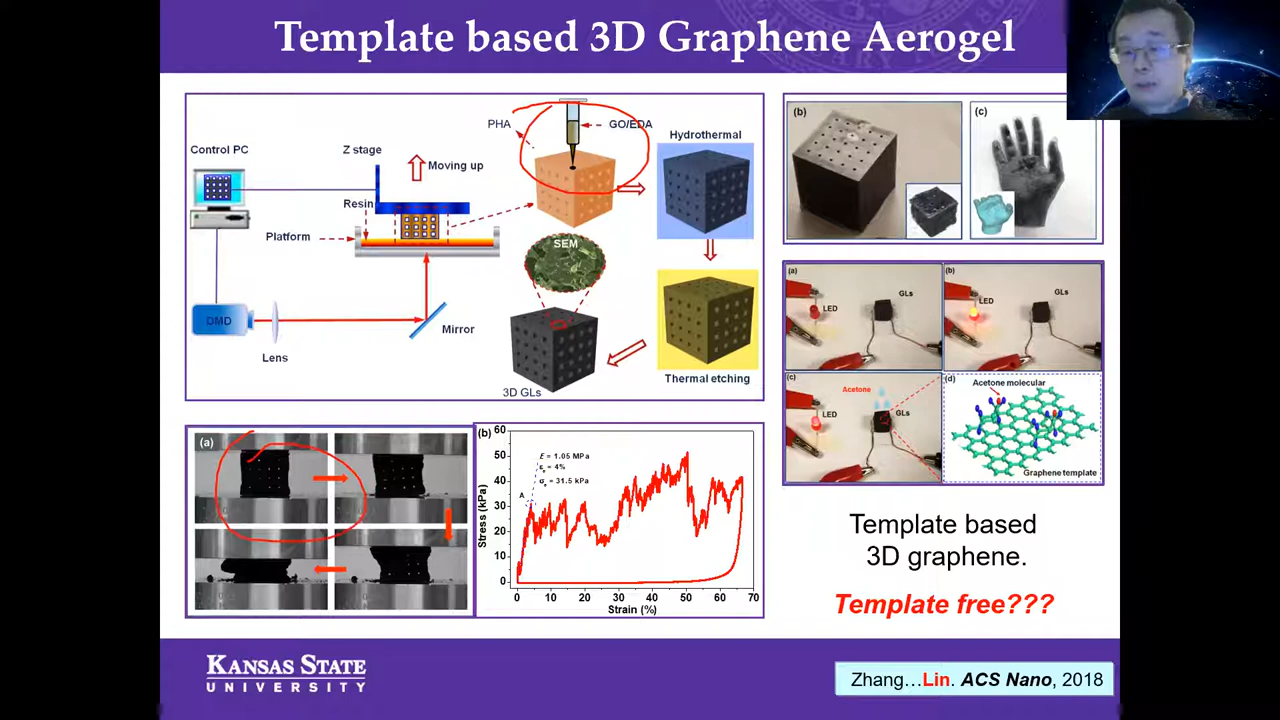 Template based 3D Graphene Aerogel
Control PC
Z stage
Moving up
Resin
Platform
DMD
Lens
Mirror
PHA
GO/EDA
Hydrothermal
SEM
Thermal etching
3D GLs
(b)
(c)
(a)
LED
GLs
(b)
LED
GLs
(c)
Acetone
LED
GLs
(d)
Acetone molecular
Graphene template
(a)
(b)
60
50
40
30
20
10
0
Stress (kPa)
E = 1.05 MPa
= 4%
= 31.5 kPa
A
0 10 20 30 40 50 60 70
Strain (%)
Template based
3D graphene.
Template free???
KANSAS STATE
UNIVERSITY
Zhang…Lin. ACS Nano, 2018